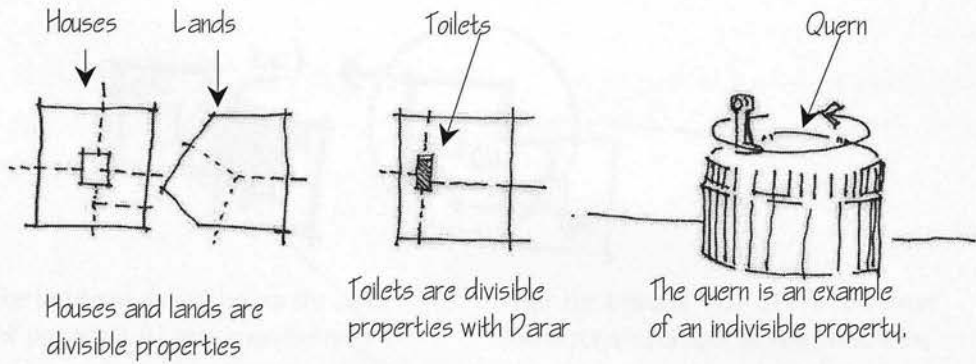 Houses
Lands
Toilets
Quern
Houses and lands are
divisible properties
Toilets are divisible
properties with Darar
The quern is an example
of an indivisible property.